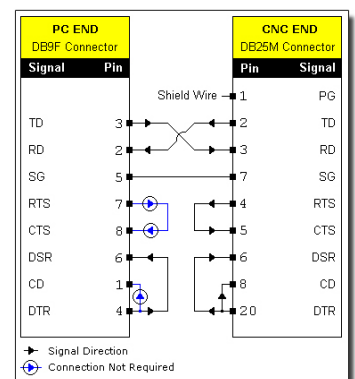 PC END
DB9F Connector
Signal Pin
CNC END
DB25M Connector
Pin Signal
Shield Wire 1 PG
TD 3 2 TD
RD 2 3 RD
SG 5 7 SG
RTS 7 4 RTS
CTS 8 5 CTS
DSR 6 6 DSR
CD 1 8 CD
DTR 4 20 DTR
Signal Direction
Connection Not Required